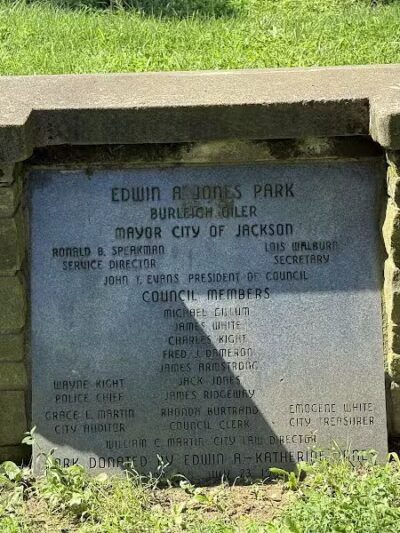 EDWIN A. JONES PARK
BURLEIGH OILER
MAYOR CITY OF JACKSON
RONALD B. SPEAKMAN LOIS WALBURN
SERVICE DIRECTOR SECRETARY
JOHN T. EVANS PRESIDENT OF COUNCIL
COUNCIL MEMBERS
MICHAEL GILLUM
JAMES WHITE
CHARLES KIGHT
FRED J. DAMERON
JAMES ARMSTRONG
WAYNE KIGHT JACK JONES
POLICE CHIEF JAMES RIDGEWAY
GRACE L. MARTIN RHONDA BURTRAND EMOGENE WHITE
CITY AUDITOR COUNCIL CLERK CITY TREASURER
WILLIAM C. MARTIN CITY LAW DIRECTOR
PARK DONATED BY EDWIN A.-KATHERINE
JULY 23